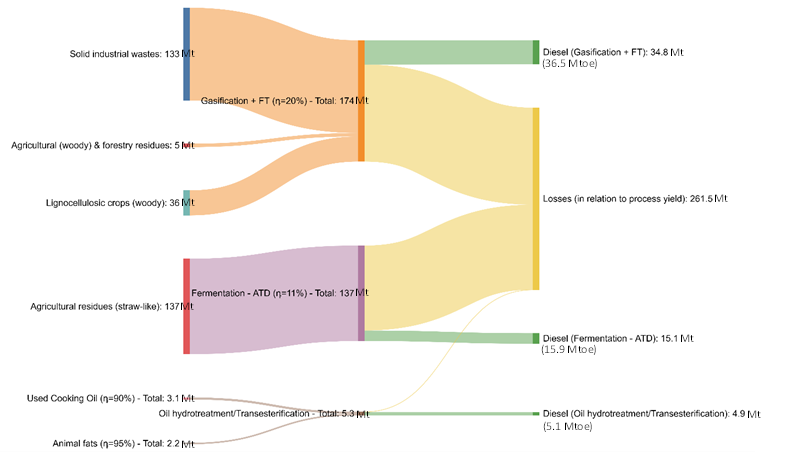 Solid industrial wastes: 133 Mt
Diesel (Gasification + FT): 34.8 Mt
(36.5 Mtoe)
Gasification + FT (η=20%) - Total: 174 Mt
Agricultural (woody) & forestry residues: 5 Mt
Lignocellulosic crops (woody): 36 Mt
Losses (in relation to process yield): 261.5 Mt
Fermentation - ATD (η=11%) - Total: 137 Mt
Agricultural residues (straw-like): 137 Mt
Diesel (Fermentation - ATD): 15.1 Mt
(15.9 Mtoe)
Used Cooking Oil (η=90%) - Total: 3.1 Mt
Oil hydrotreatment/Transesterification - Total: 5.3 Mt
Diesel (Oil hydrotreatment/Transesterification): 4.9 Mt
(5.1 Mtoe)
Animal fats (η=95%) - Total: 2.2 Mt